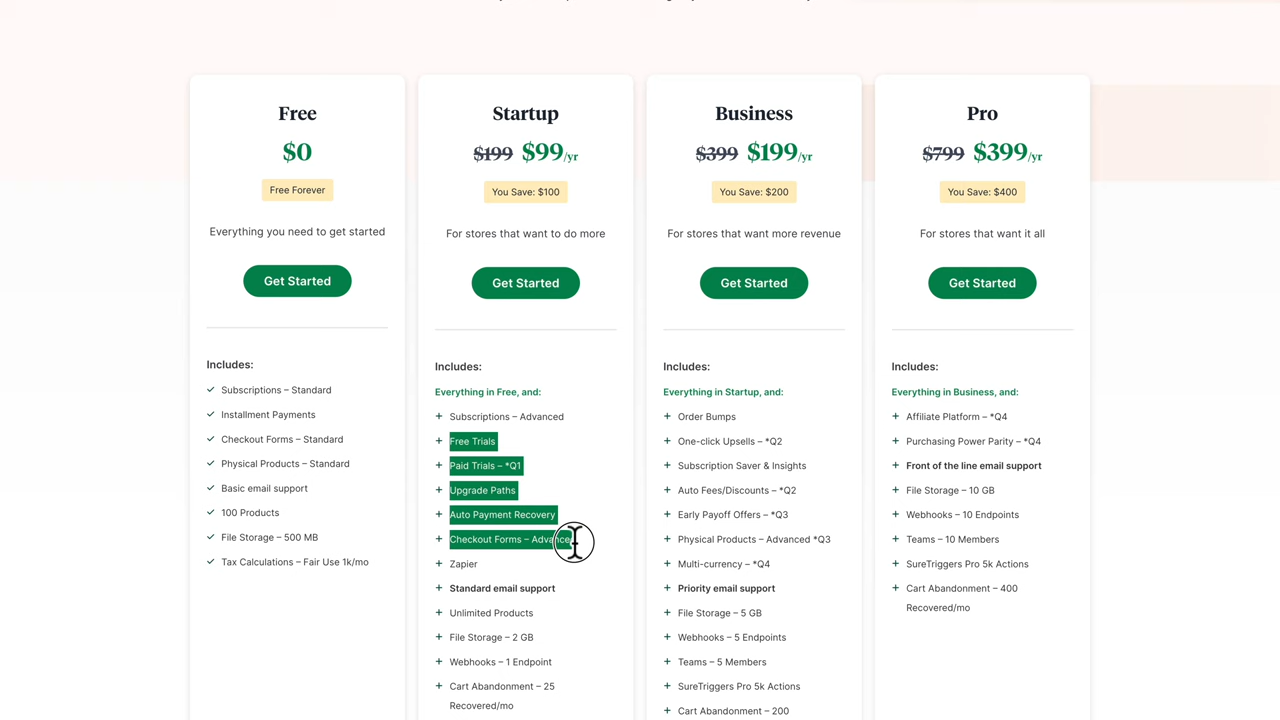 Free
$0
Free Forever
Everything you need to get started
Get Started
Includes:
Subscriptions – Standard
Installment Payments
Checkout Forms – Standard
Physical Products – Standard
Basic email support
100 Products
File Storage – 500 MB
Tax Calculations – Fair Use 1k/mo
Startup
$199 $99/yr
You Save: $100
For stores that want to do more
Get Started
Includes:
Everything in Free, and:
Subscriptions – Advanced
Free Trials
Paid Trials – *Q1
Upgrade Paths
Auto Payment Recovery
Checkout Forms – Advance
Zapier
Standard email support
Unlimited Products
File Storage – 2 GB
Webhooks – 1 Endpoint
Cart Abandonment – 25
Recovered/mo
Business
$399 $199/yr
You Save: $200
For stores that want more revenue
Get Started
Includes:
Everything in Startup, and:
Order Bumps
One-click Upsells – *Q2
Subscription Saver & Insights
Auto Fees/Discounts – *Q2
Early Payoff Offers – *Q3
Physical Products – Advanced *Q3
Multi-currency – *Q4
Priority email support
File Storage – 5 GB
Webhooks – 5 Endpoints
Teams – 5 Members
SureTriggers Pro 5k Actions
Cart Abandonment – 200
Pro
$799 $399/yr
You Save: $400
For stores that want it all
Get Started
Includes:
Everything in Business, and:
Affiliate Platform – *Q4
Purchasing Power Parity – *Q4
Front of the line email support
File Storage – 10 GB
Webhooks – 10 Endpoints
Teams – 10 Members
SureTriggers Pro 5k Actions
Cart Abandonment – 400
Recovered/mo